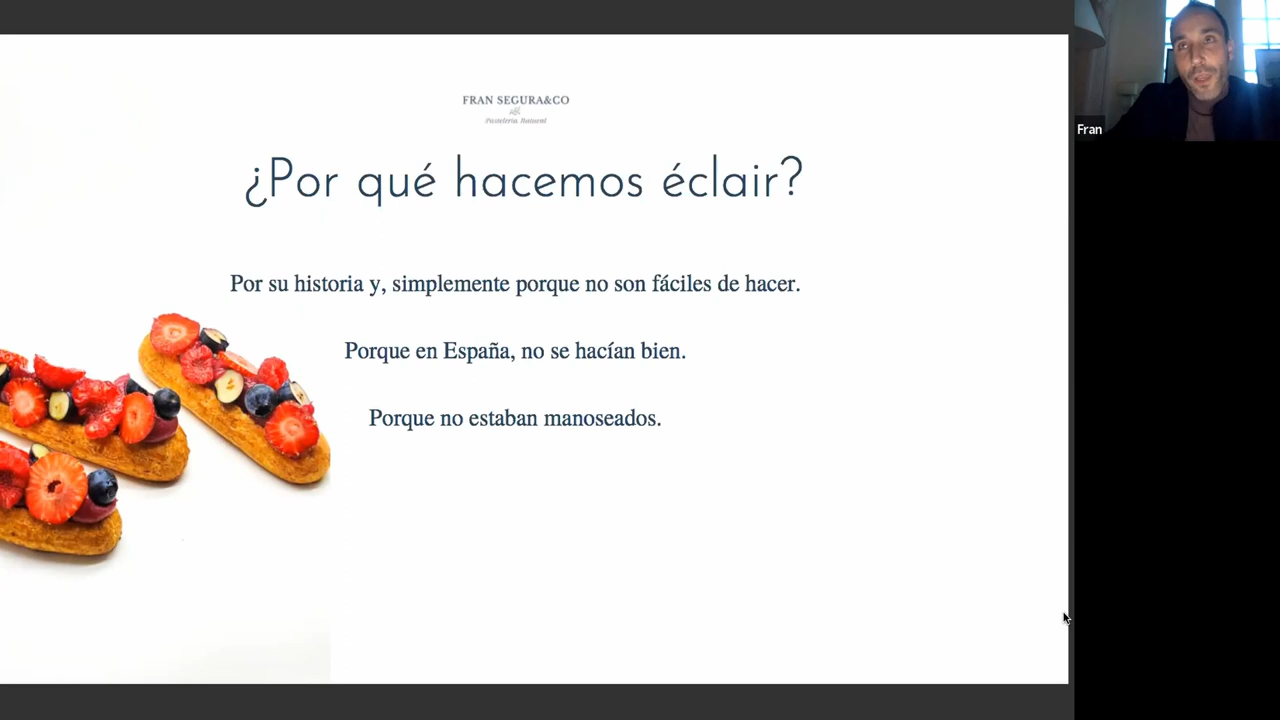 FRAN SEGURA&CO
Pastelería Natural
¿Por qué hacemos éclair?
Por su historia y, simplemente porque no son fáciles de hacer.
Porque en España, no se hacían bien.
Porque no estaban manoseados.
Fran